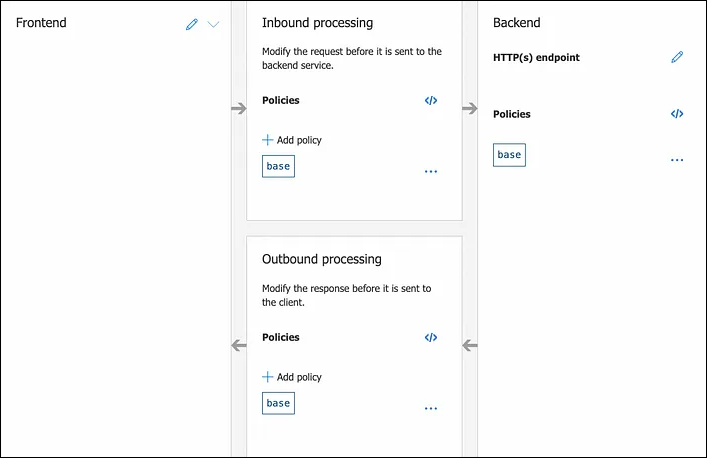 Frontend
Inbound processing
Modify the request before it is sent to the
backend service.
Policies
</>
+ Add policy
base
...
Outbound processing
Modify the response before it is sent to
the client.
Policies
</>
+ Add policy
base
...
Backend
HTTP(s) endpoint
Policies
</>
base
...